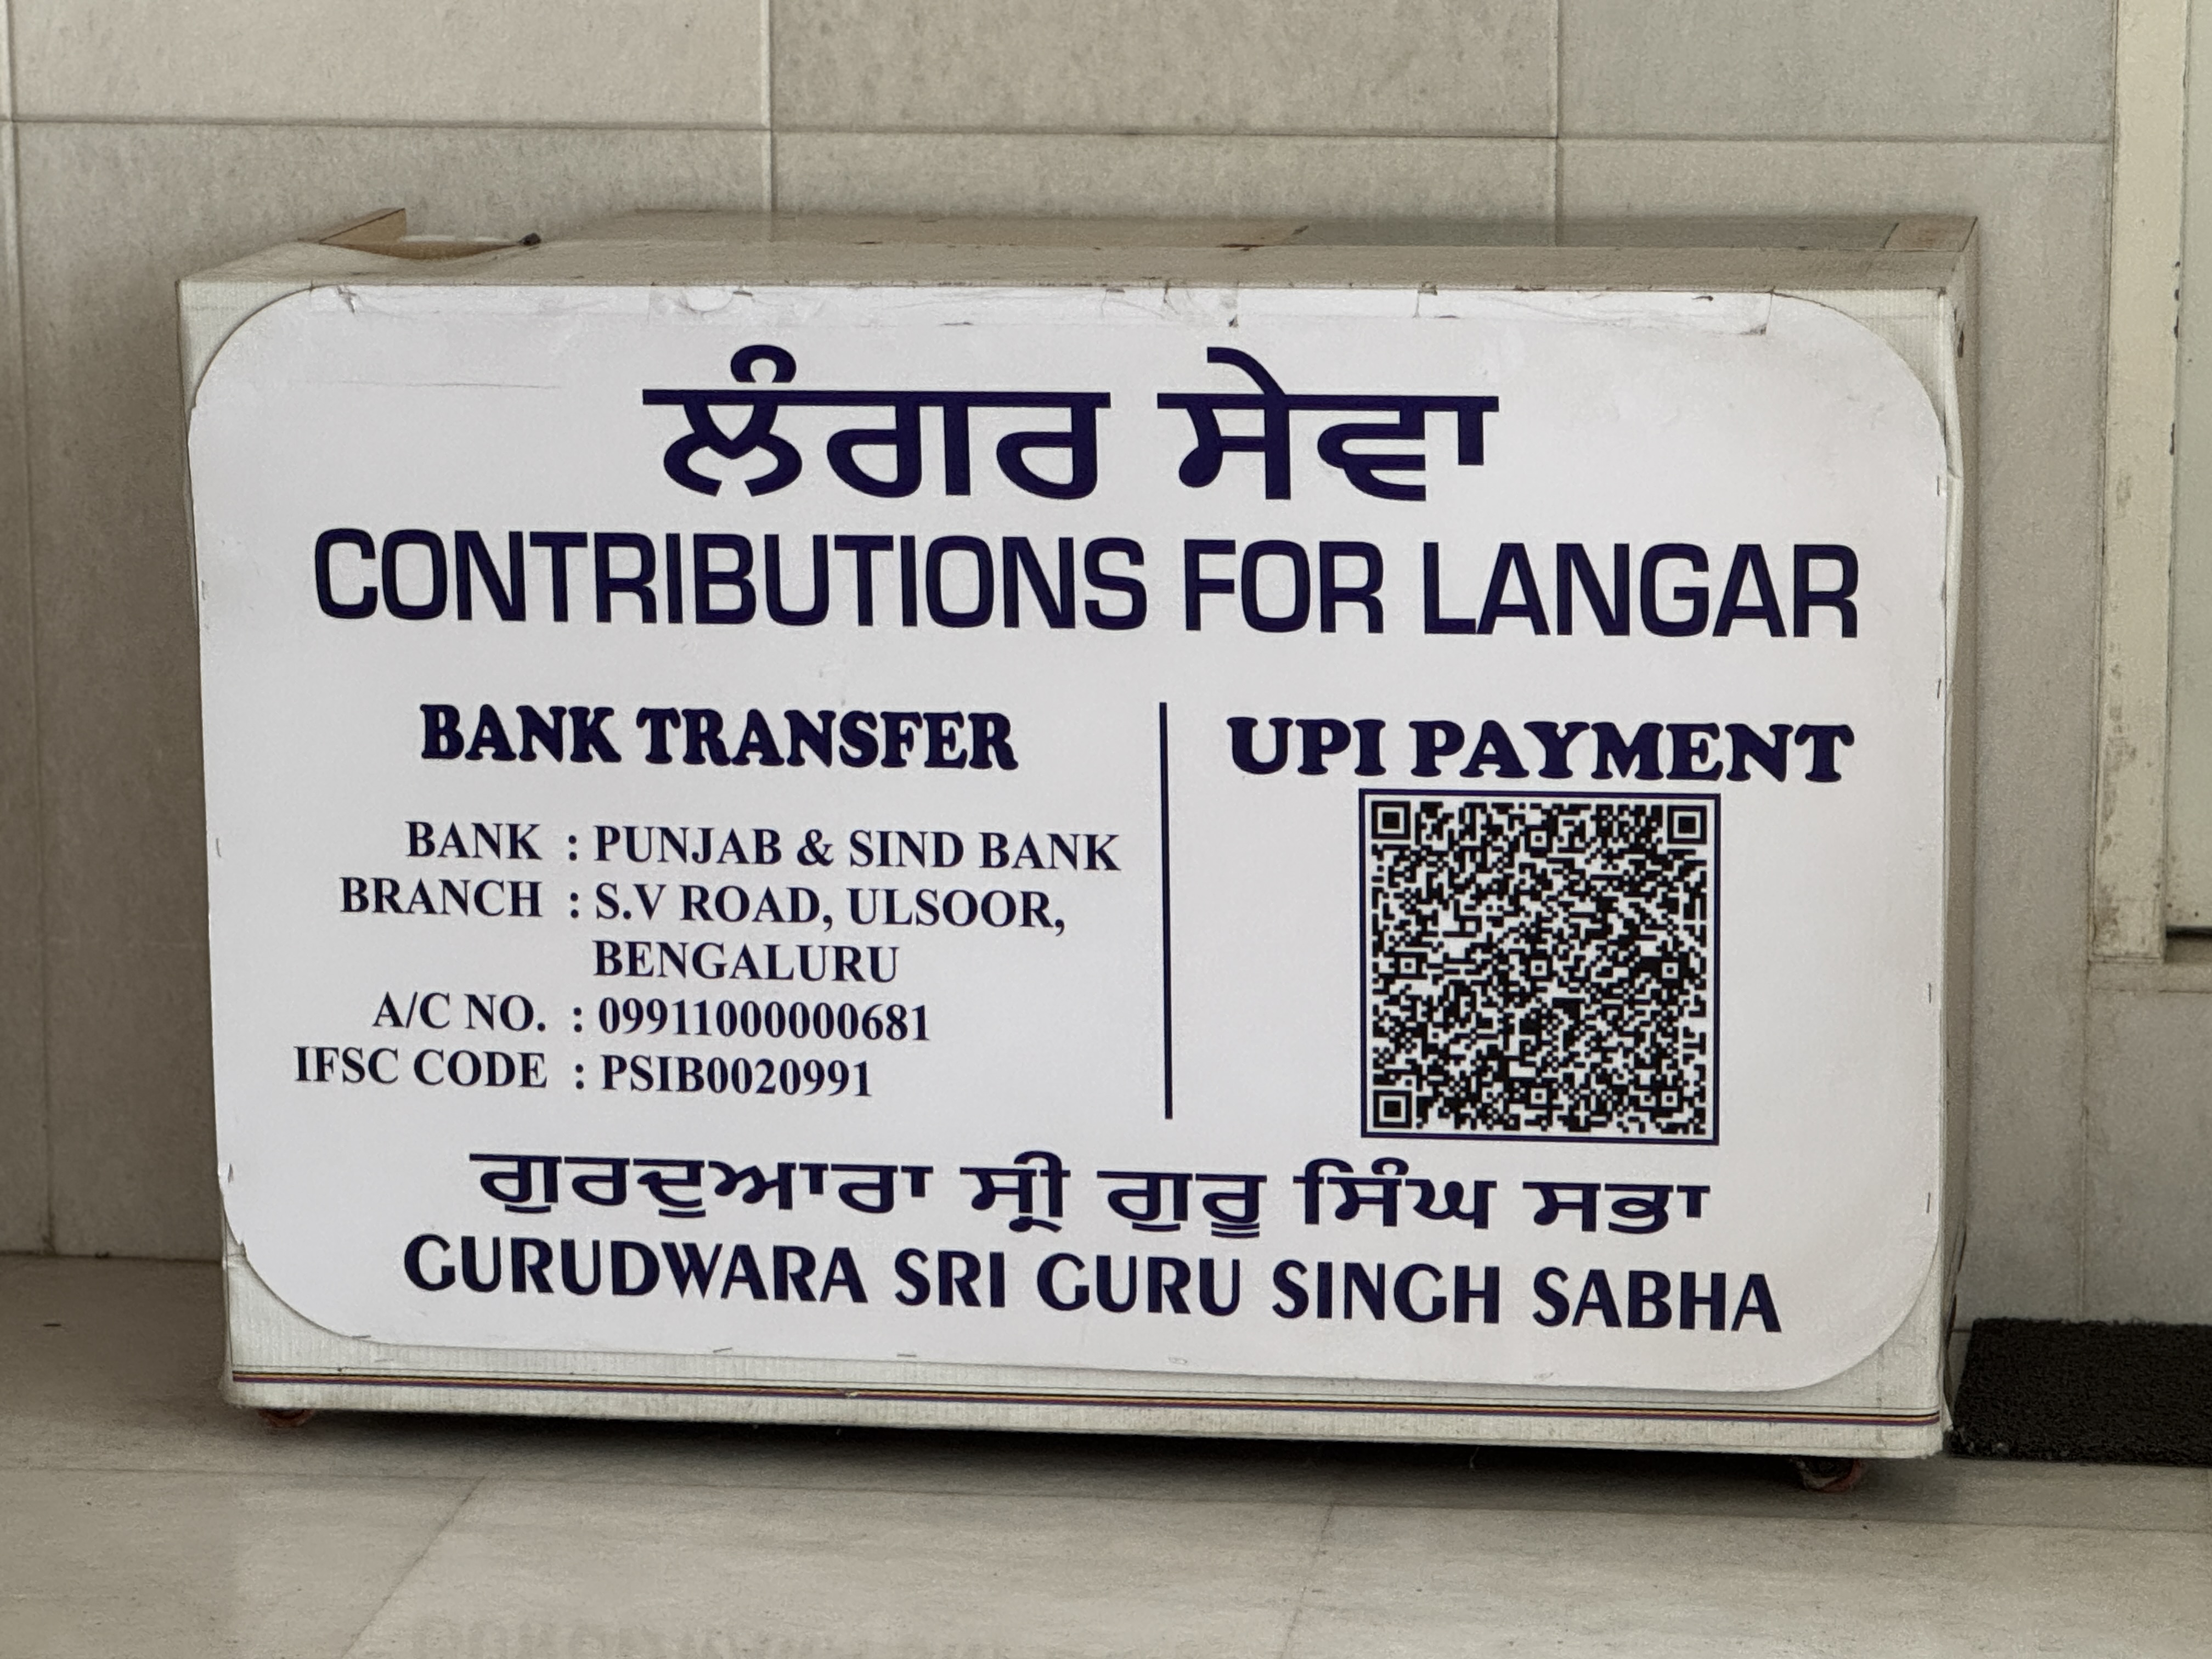 ਲੰਗਰ ਸੇਵਾ
CONTRIBUTIONS FOR LANGAR
BANK TRANSFER
BANK : PUNJAB & SIND BANK
BRANCH : S.V ROAD, ULSOOR,
BENGALURU
A/C NO. : 09911000000681
IFSC CODE : PSIB0020991
UPI PAYMENT
ਗੁਰਦੁਆਰਾ ਸ੍ਰੀ ਗੁਰੂ ਸਿੰਘ ਸਭਾ
GURUDWARA SRI GURU SINGH SABHA